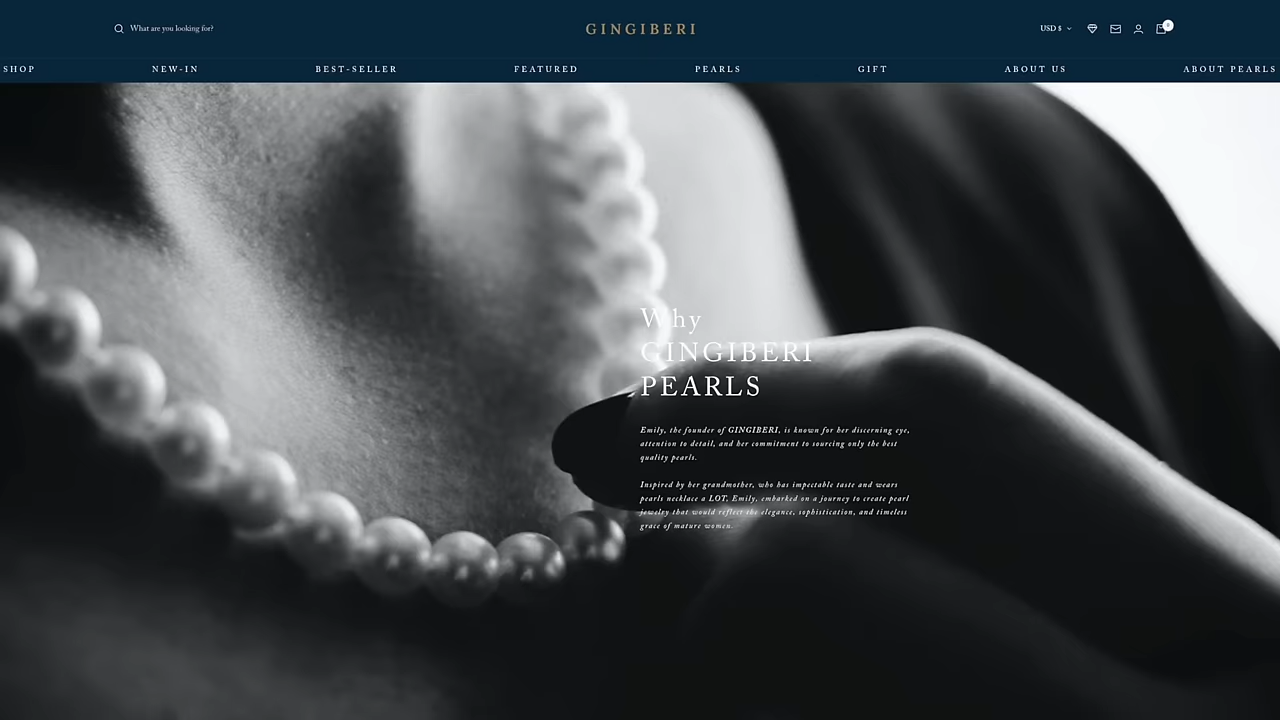 What are you looking for?
GINGIBERI
USD $
0
SHOP
NEW-IN
BEST-SELLER
FEATURED
PEARLS
GIFT
ABOUT US
ABOUT PEARLS
Why
GINGIBERI
PEARLS
Emily, the founder of GINGIBERI, is known for her discerning eye,
attention to detail, and her commitment to sourcing only the best
quality pearls.
Inspired by her grandmother, who has impectable taste and wears
pearls necklace a LOT, Emily, embarked on a journey to create pearl
jewelry that would reflect the elegance, sophistication, and timeless
grace of mature women.